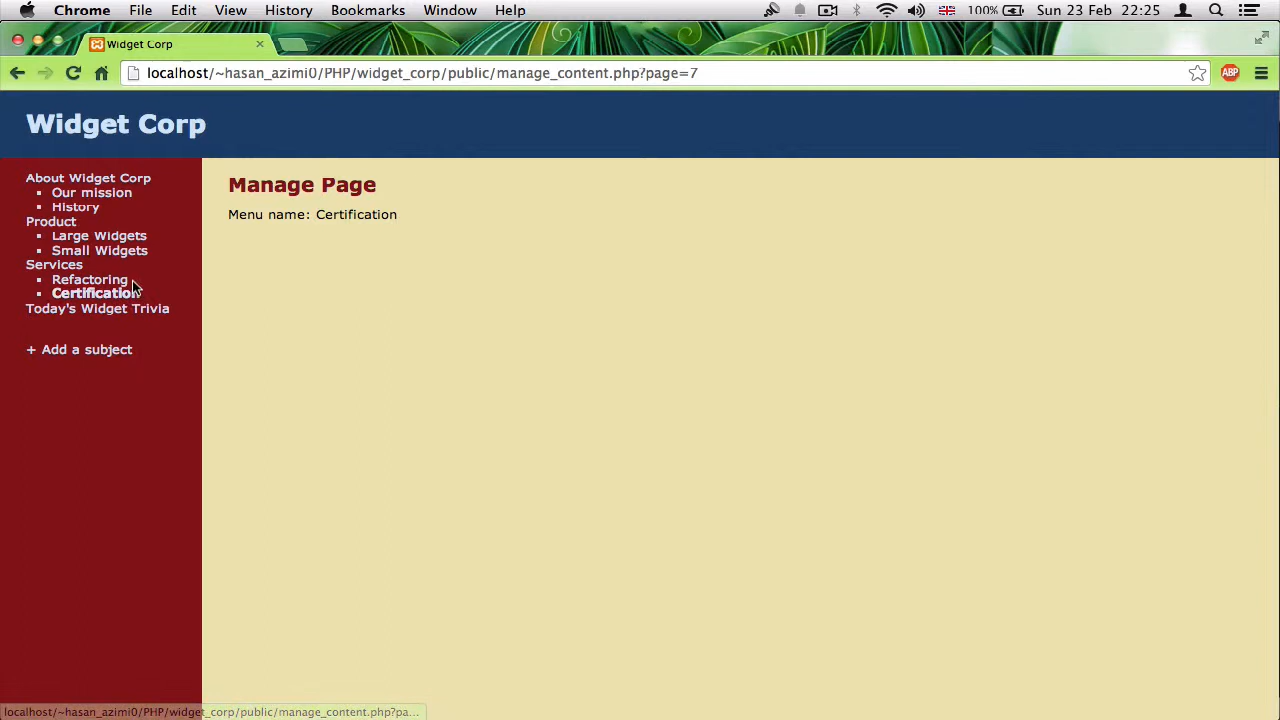 Chrome File Edit View History Bookmarks Window Help 100% Sun 23 Feb 22:25
Widget Corp
localhost/~hasan_azimi0/PHP/widget_corp/public/manage_content.php?page=7
ABP
Widget Corp
About Widget Corp
Our mission
History
Product
Large Widgets
Small Widgets
Services
Refactoring
Certification
Today's Widget Trivia
+ Add a subject
Manage Page
Menu name: Certification
localhost/~hasan_azimi0/PHP/widget_corp/public/manage_content.php?pa...